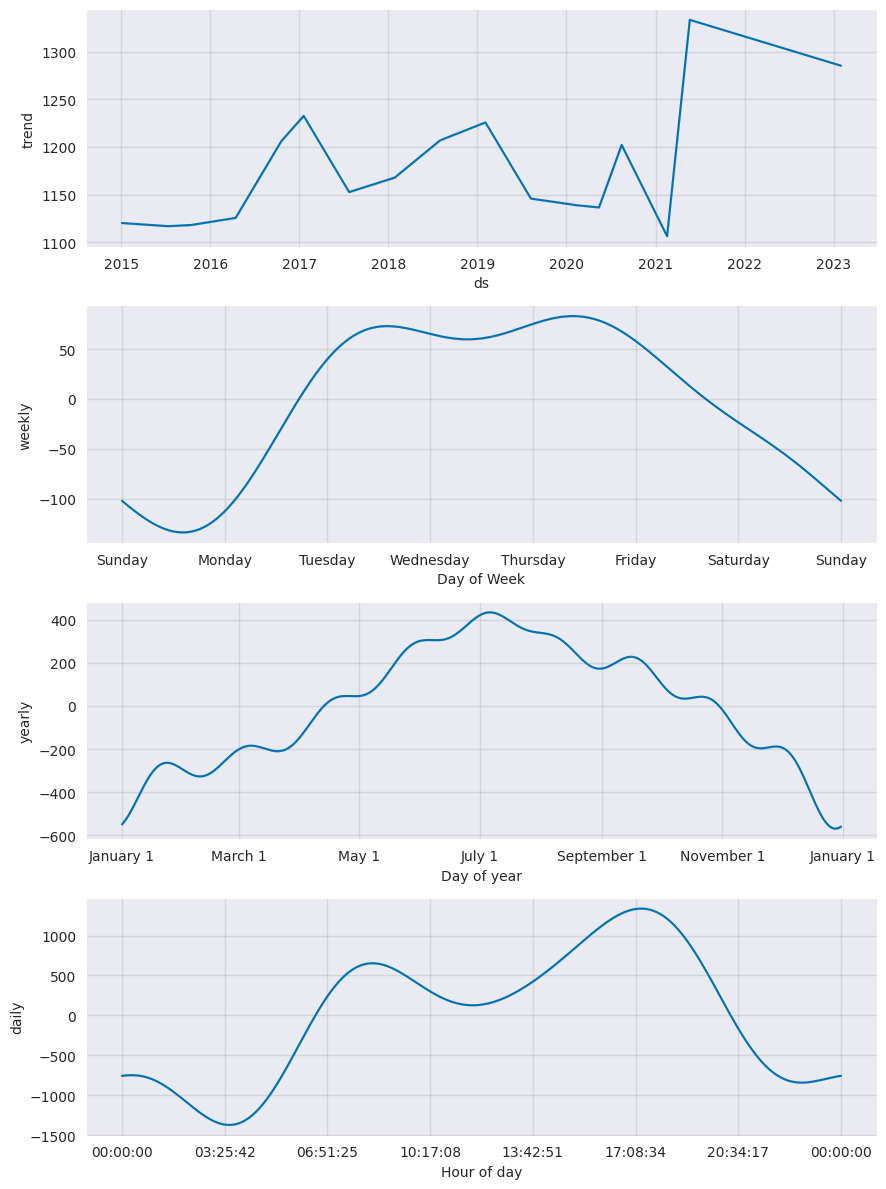 1300
1250
1200
1150
1100
trend
2015 2016 2017 2018 2019 2020 2021 2022 2023
ds
50
0
−50
−100
weekly
Sunday Monday Tuesday Wednesday Thursday Friday Saturday Sunday
Day of Week
400
200
0
−200
−400
−600
yearly
January 1 March 1 May 1 July 1 September 1 November 1 January 1
Day of year
1000
500
0
−500
−1000
−1500
daily
00:00:00 03:25:42 06:51:25 10:17:08 13:42:51 17:08:34 20:34:17 00:00:00
Hour of day